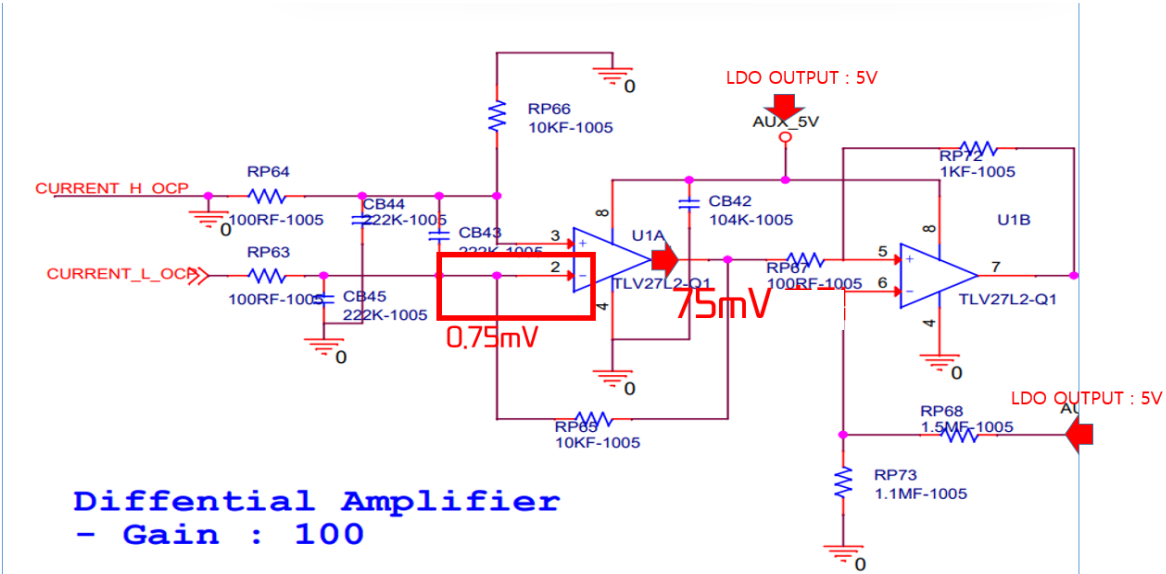 LDO OUTPUT : 5V
0
RP66
10KF-1005
AUX_5V
RP72
1KF-1005
RP64
CURRENT_H_OCP
CB44
222K-1005
100RF-1005
0
CB42
104K-1005
8
U1B
8
CB43
222K-1005
3
+
U1A
RP63
CURRENT_L_OCP
2
-
5
+
RP67
100RF-1005
7
TLV27L2-Q1
6
-
TLV27L2-Q1
100RF-1005
CB45
222K-1005
4
75mV
4
0.75mV
0
0
0
LDO OUTPUT : 5V
RP68
1.5MF-1005
RP65
10KF-1005
RP73
1.1MF-1005
Diffential Amplifier
- Gain : 100
0